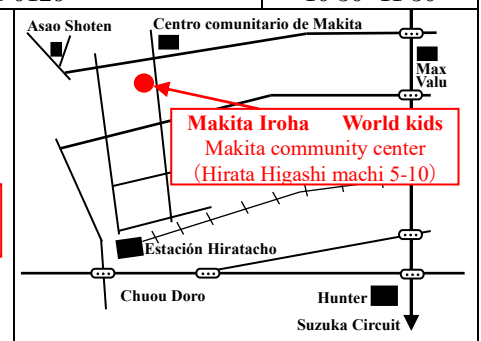 Asao Shoten
Centro comunitario de Makita
Max
Valu
Makita Iroha World kids
Makita community center
(Hirata Higashi machi 5-10)
Estación Hiratacho
Chuou Doro
Hunter
Suzuka Circuit